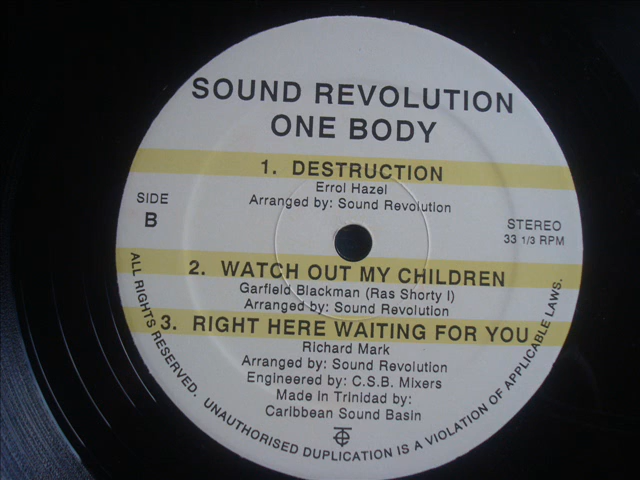 SOUND REVOLUTION
ONE BODY
1. DESTRUCTION
Errol Hazel
Arranged by: Sound Revolution
SIDE
B
STEREO
33 1/3 RPM
2. WATCH OUT MY CHILDREN
Garfield Blackman (Ras Shorty I)
Arranged by: Sound Revolution
3. RIGHT HERE WAITING FOR YOU
Richard Mark
Arranged by: Sound Revolution
Engineered by: C.S.B. Mixers
Made In Trinidad by:
Caribbean Sound Basin
ALL RIGHTS RESERVED. UNAUTHORISED DUPLICATION IS A VIOLATION OF APPLICABLE LAWS.